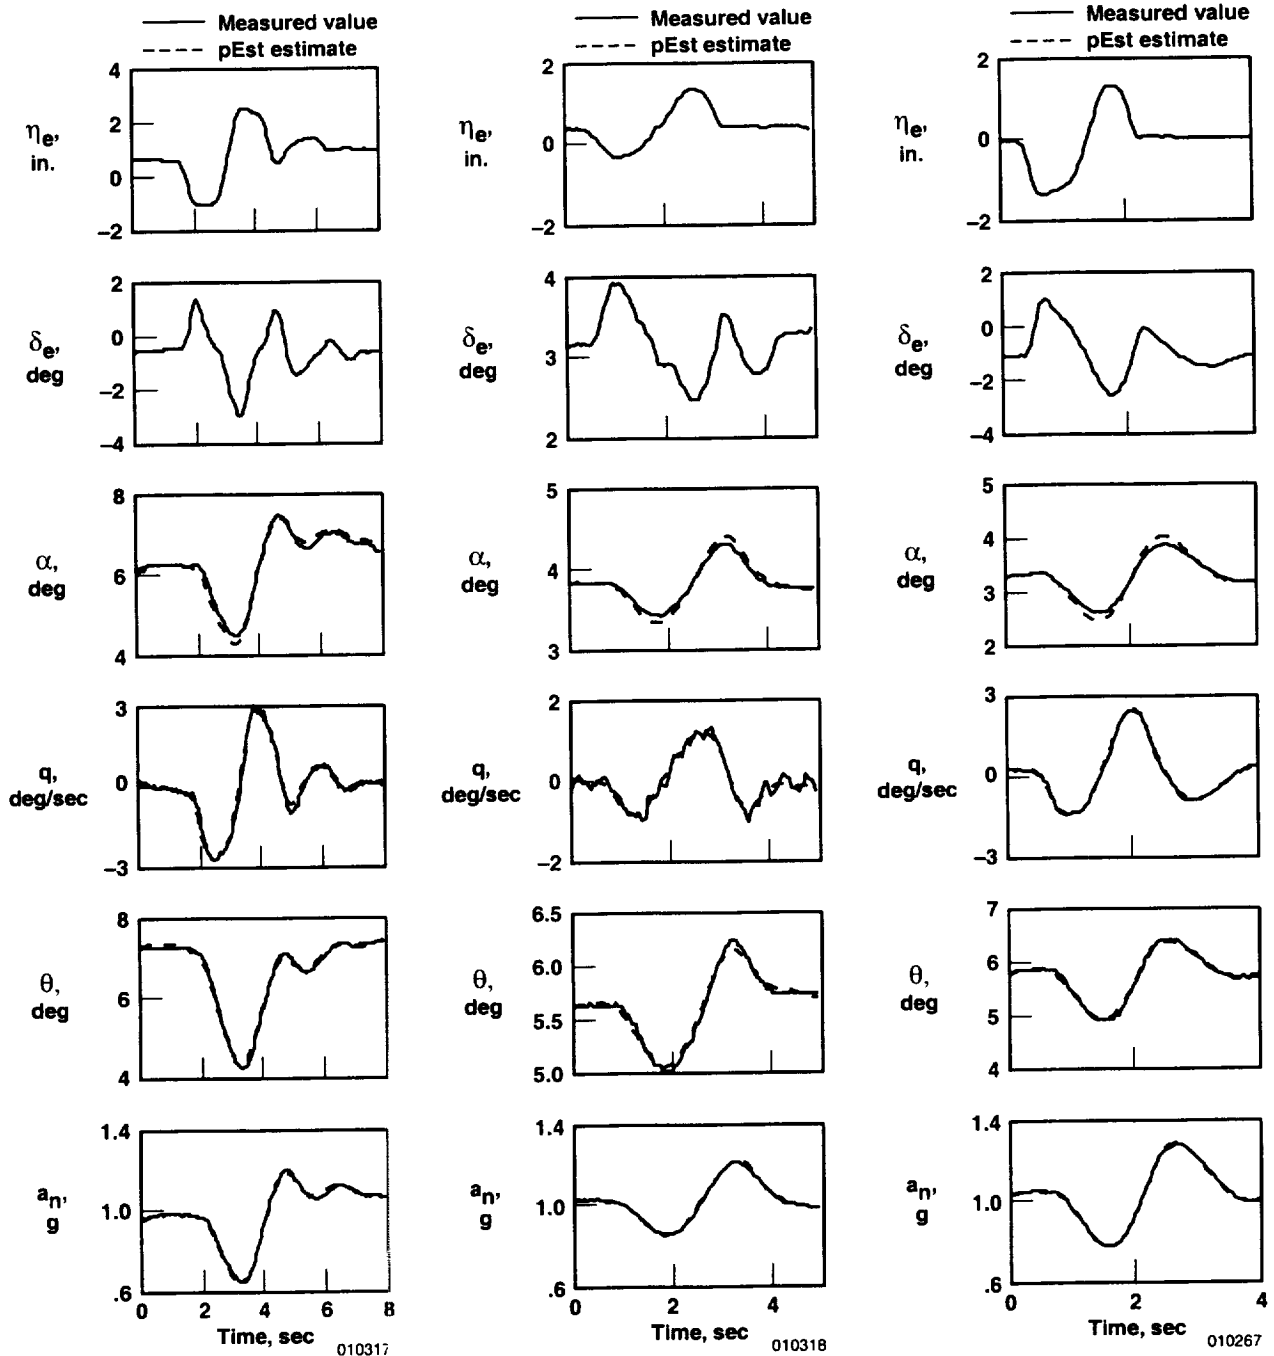 Measured value
pEst estimate
4
2
0
–2
ηe,
in.
2
0
–2
–4
δe,
deg
8
6
4
α,
deg
3
0
–3
q,
deg/sec
8
6
4
θ,
deg
1.4
1.0
.6
an,
g
0 2 4 6 8
Time, sec
010317
Measured value
pEst estimate
2
0
–2
ηe,
in.
4
3
2
δe,
deg
5
4
3
α,
deg
2
0
–2
q,
deg/sec
6.5
6.0
5.5
5.0
θ,
deg
1.4
1.0
.6
an,
g
0 2 4
Time, sec
010318
Measured value
pEst estimate
2
0
–2
ηe,
in.
2
0
–2
–4
δe,
deg
5
4
3
2
α,
deg
3
0
–3
q,
deg/sec
7
6
5
4
θ,
deg
1.4
1.0
.6
an,
g
0 2 4
Time, sec
010267